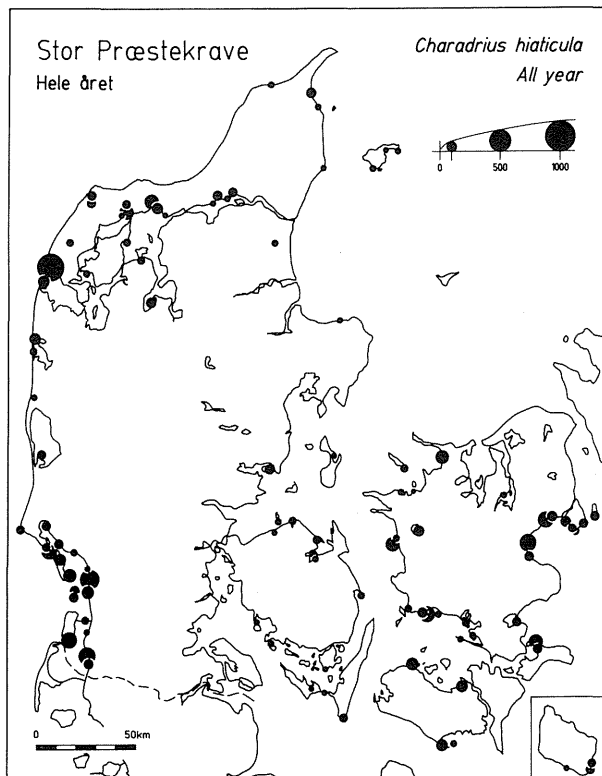 Stor Præstekrave
Hele året
Charadrius hiaticula
All year
0 500 1000
0 50km